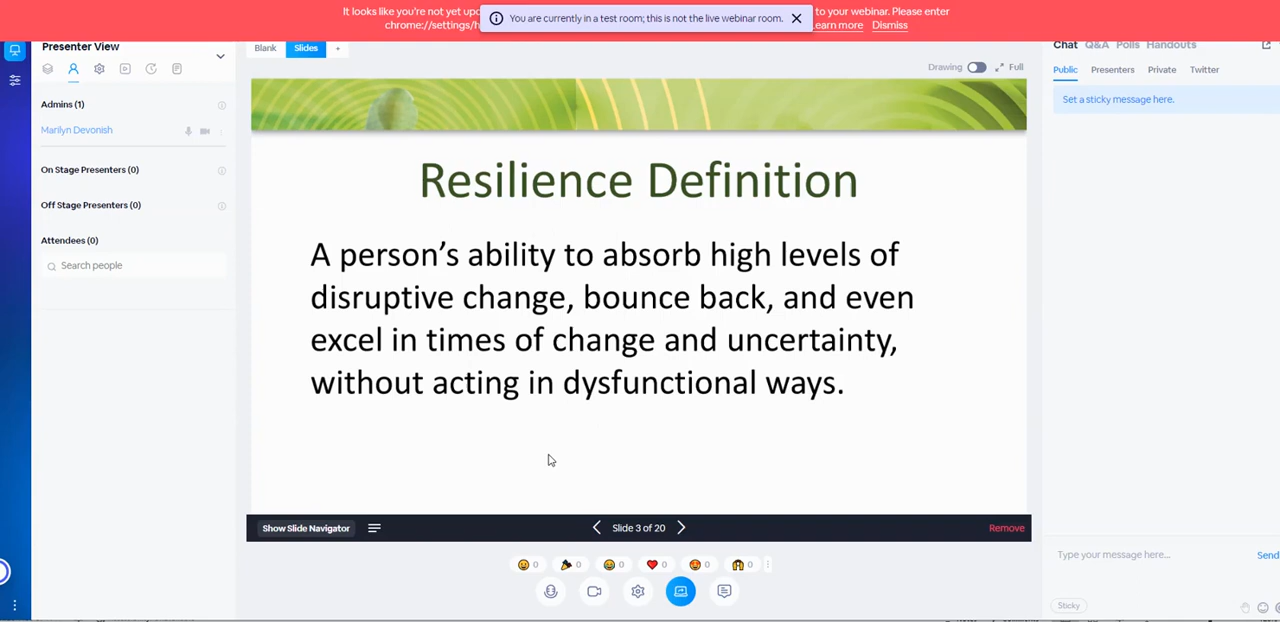 It looks like you're not yet upd
to your webinar. Please enter
chrome://settings/h
earn more Dismiss
You are currently in a test room; this is not the live webinar room.
Presenter View
Admins (1)
Marilyn Devonish
On Stage Presenters (0)
Off Stage Presenters (0)
Attendees (0)
Search people
Blank Slides +
Drawing Full
Resilience Definition
A person's ability to absorb high levels of
disruptive change, bounce back, and even
excel in times of change and uncertainty,
without acting in dysfunctional ways.
Show Slide Navigator
Slide 3 of 20
Remove
0 0 0 0 0 0
Chat Q&A Polls Handouts
Public Presenters Private Twitter
Set a sticky message here.
Type your message here...
Send
Sticky